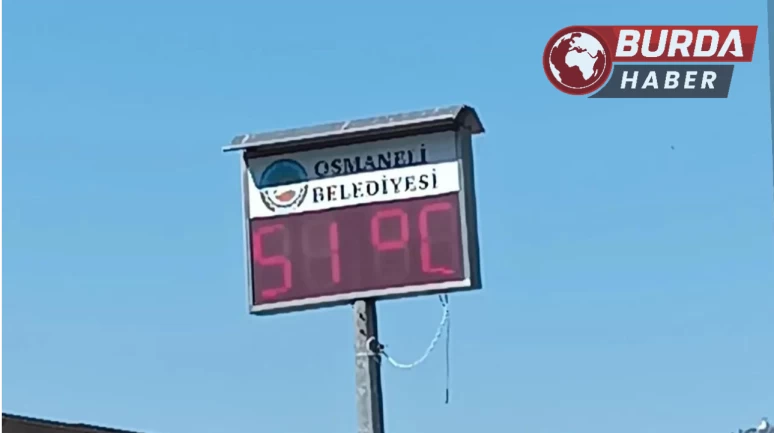 BURDA
HABER
OSMANELİ
BELEDİYESİ
51°C